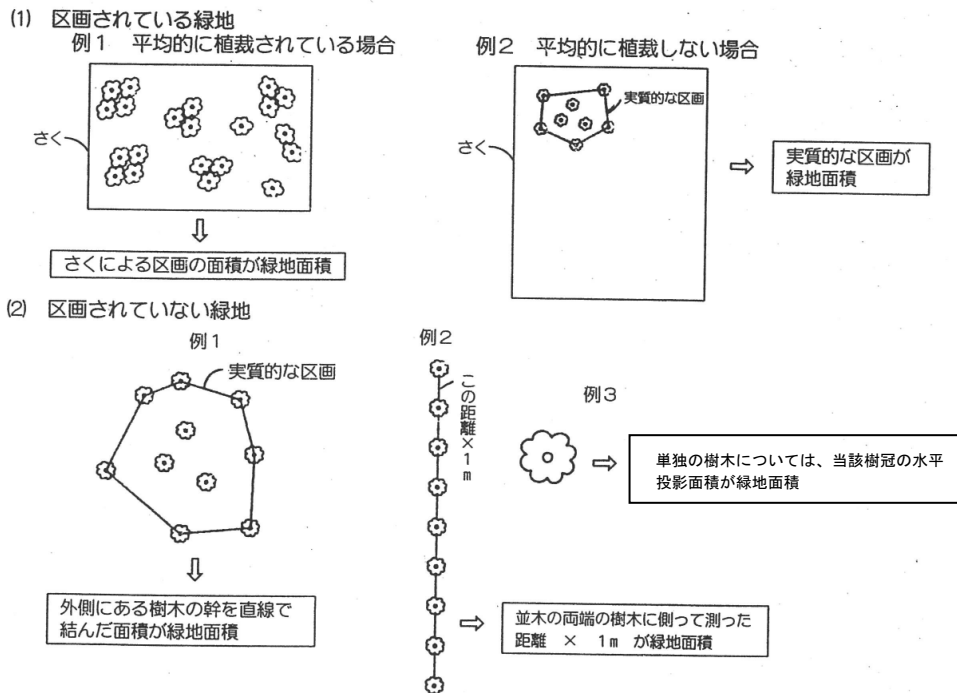 (1) 区画されている緑地
例1 平均的に植裁されている場合
さく
さくによる区画の面積が緑地面積
例2 平均的に植裁しない場合
実質的な区画
さく
実質的な区画が
緑地面積
(2) 区画されていない緑地
例1
実質的な区画
外側にある樹木の幹を直線で
結んだ面積が緑地面積
例2
この距離×1m
並木の両端の樹木に側って測った
距離 × 1m が緑地面積
例3
単独の樹木については、当該樹冠の水平
投影面積が緑地面積